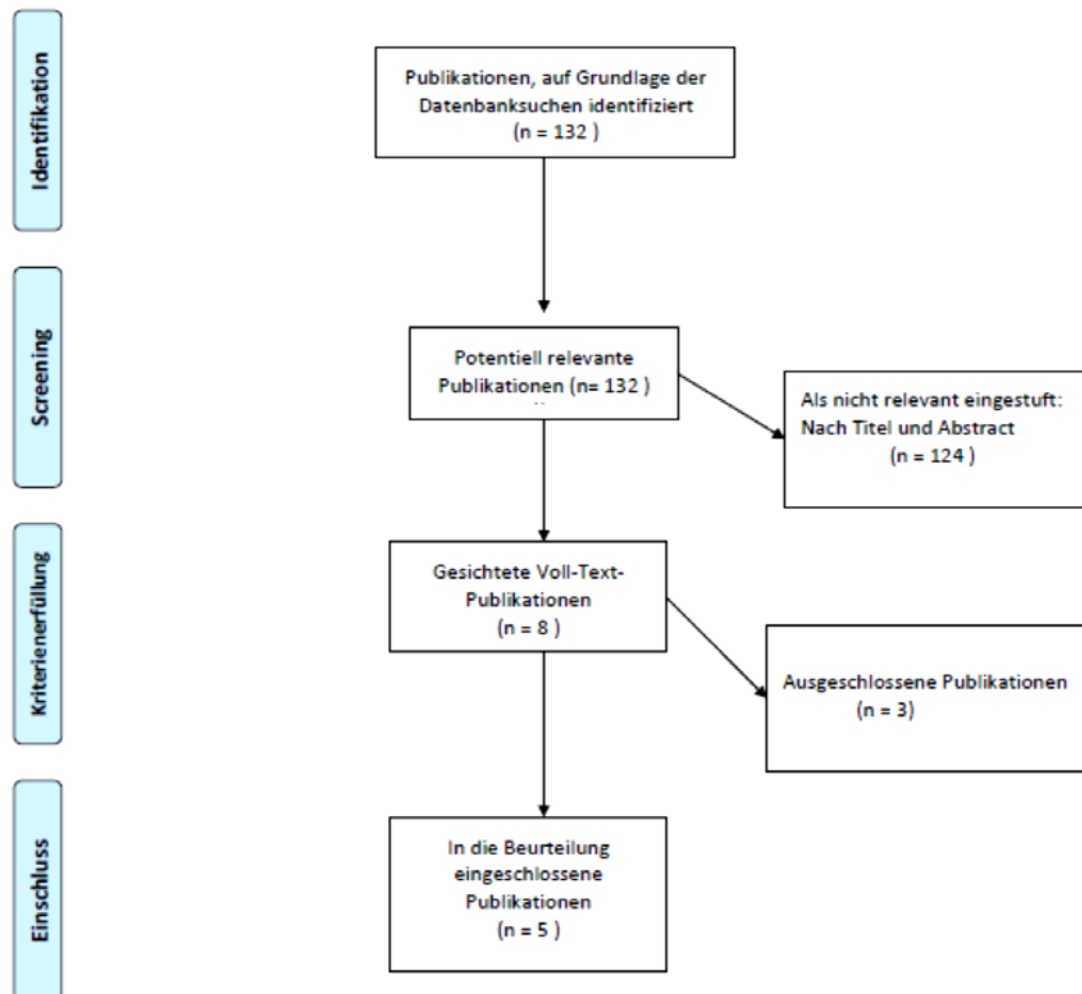 Identifikation
Publikationen, auf Grundlage der
Datenbanksuchen identifiziert
(n = 132 )
Screening
Potentiell relevante
Publikationen (n= 132 )
Als nicht relevant eingestuft:
Nach Titel und Abstract
(n = 124 )
Kriterienerfüllung
Gesichtete Voll-Text-
Publikationen
(n = 8 )
Ausgeschlossene Publikationen
(n = 3)
Einschluss
In die Beurteilung
eingeschlossene
Publikationen
(n = 5 )